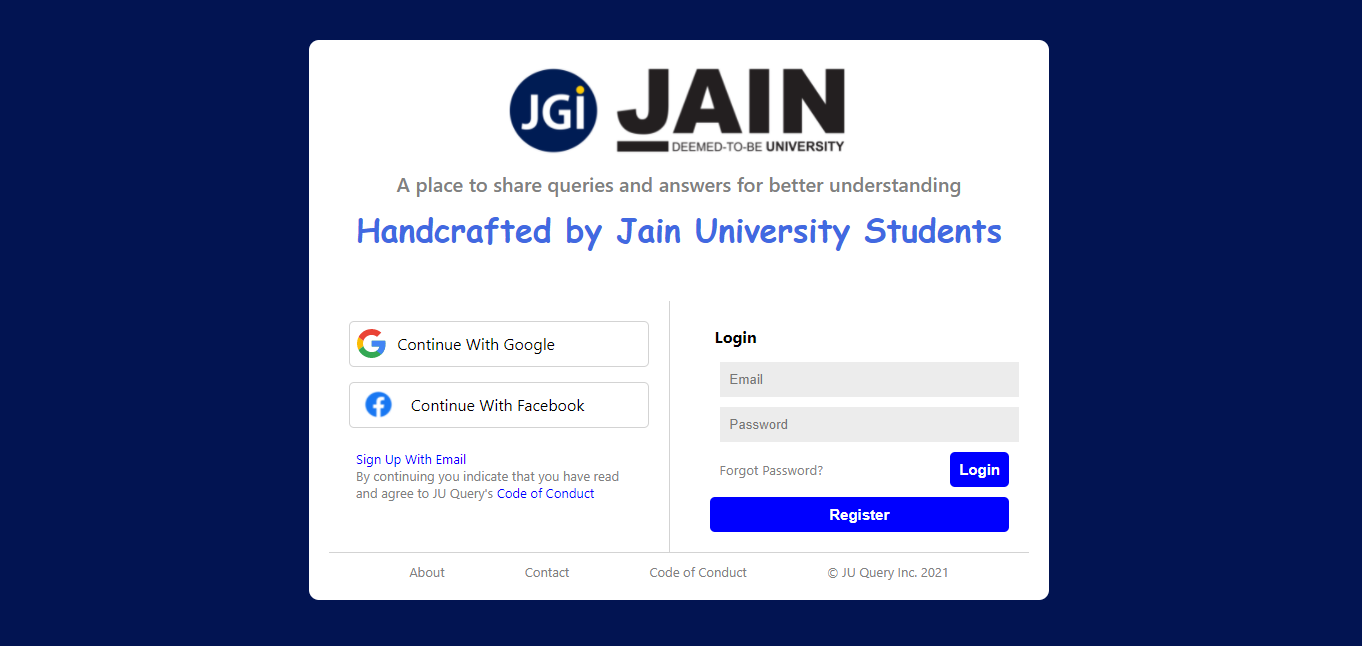 JGi JAIN
DEEMED-TO-BE UNIVERSITY
A place to share queries and answers for better understanding
Handcrafted by Jain University Students
Continue With Google
Continue With Facebook
Sign Up With Email
By continuing you indicate that you have read
and agree to JU Query's Code of Conduct
Login
Email
Password
Forgot Password? Login
Register
About Contact Code of Conduct © JU Query Inc. 2021